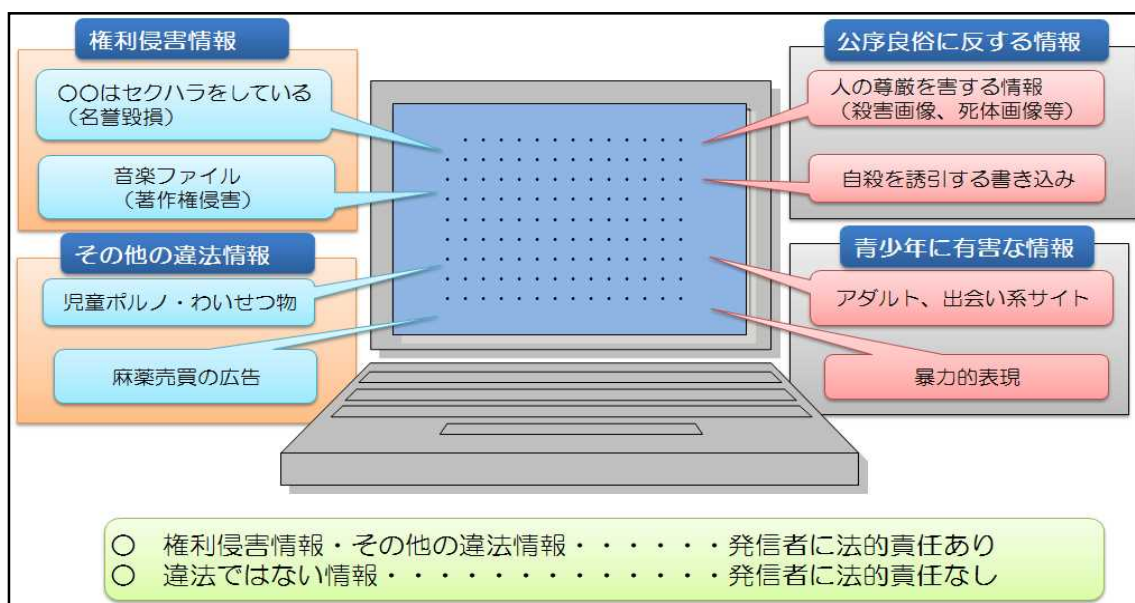 権利侵害情報
〇〇はセクハラをしている
（名誉毀損）
音楽ファイル
（著作権侵害）
その他の違法情報
児童ポルノ・わいせつ物
麻薬売買の広告
公序良俗に反する情報
人の尊厳を害する情報
（殺害画像、死体画像等）
自殺を誘引する書き込み
青少年に有害な情報
アダルト、出会い系サイト
暴力的表現
〇　権利侵害情報・その他の違法情報・・・・・・発信者に法的責任あり
〇　違法ではない情報・・・・・・・・・・・・・発信者に法的責任なし